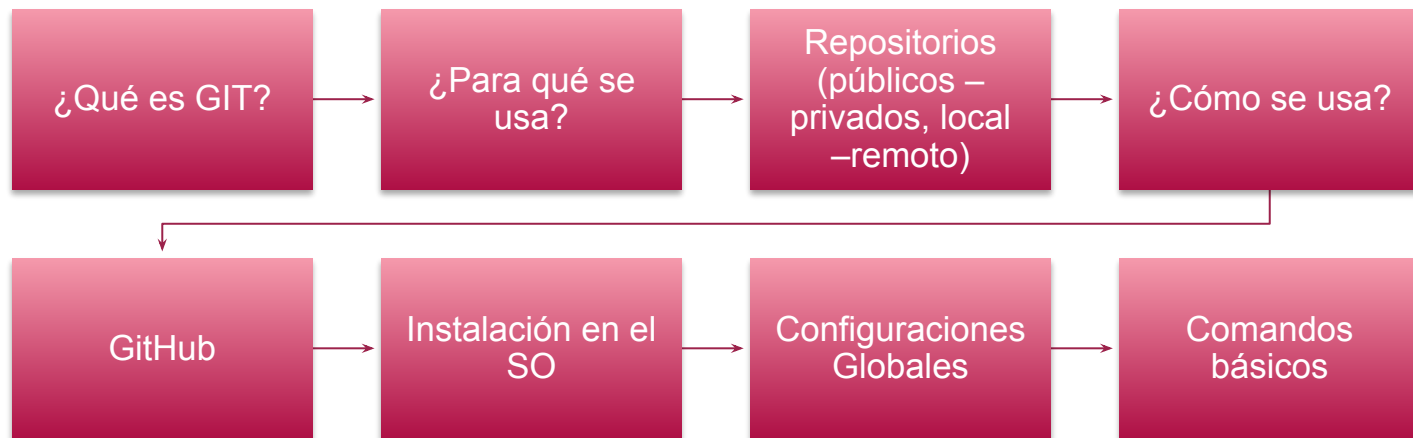 ¿Qué es GIT?
¿Para qué se
usa?
Repositorios
(públicos –
privados, local
–remoto)
¿Cómo se usa?
GitHub
Instalación en el
SO
Configuraciones
Globales
Comandos
básicos